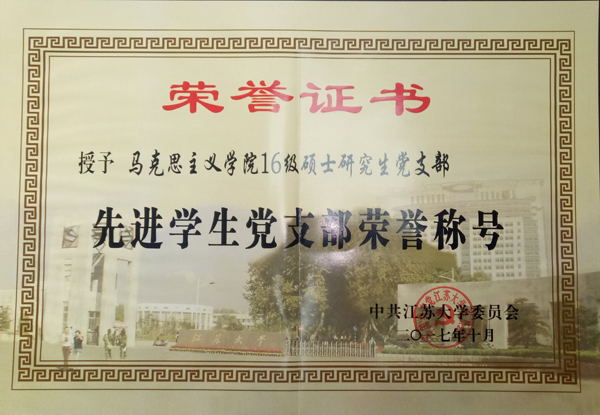 荣誉证书
授予 马克思主义学院16级硕士研究生党支部
先进学生党支部荣誉称号
中共江苏大学委员会
二〇一七年十月